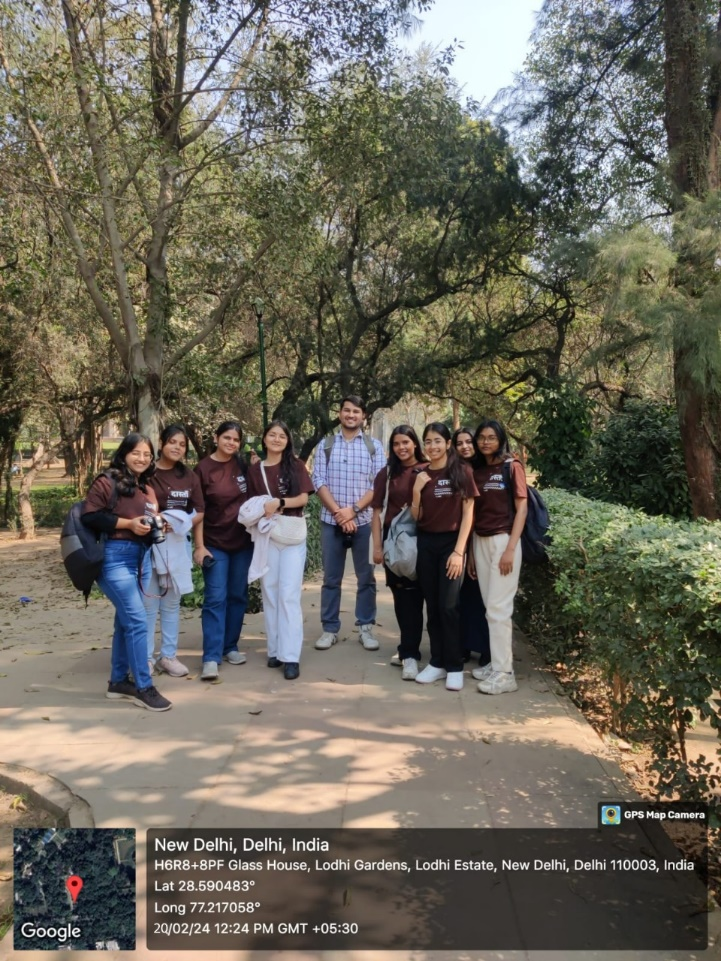 दास्ताँ
GPS Map Camera
New Delhi, Delhi, India
H6R8+8PF Glass House, Lodhi Gardens, Lodhi Estate, New Delhi, Delhi 110003, India
Lat 28.590483°
Long 77.217058°
20/02/24 12:24 PM GMT +05:30
Google